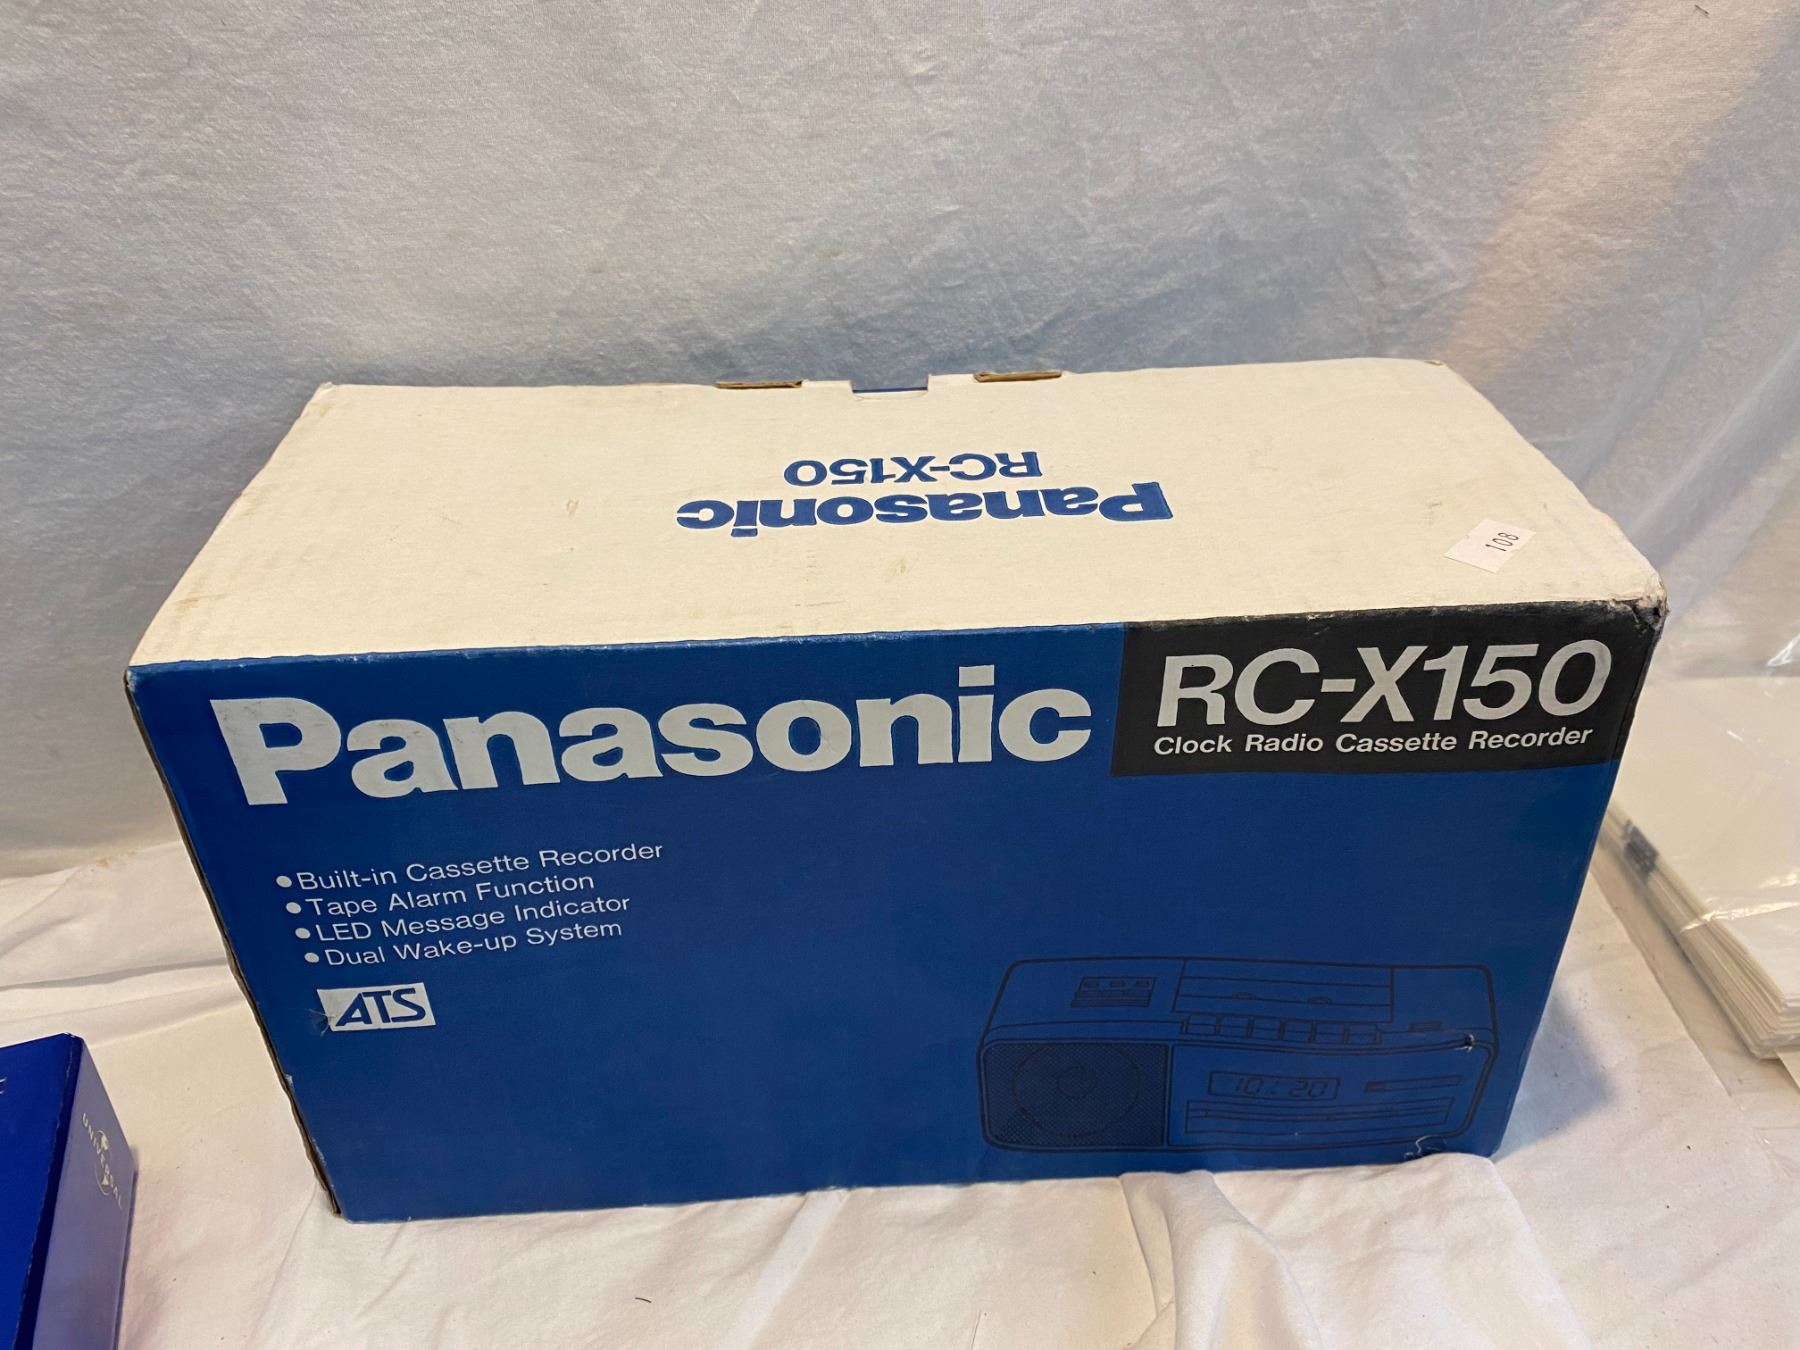 RC-X150
Panasonic
108
Panasonic
RC-X150
Clock Radio Cassette Recorder
• Built-in Cassette Recorder
• Tape Alarm Function
• LED Message Indicator
• Dual Wake-up System
ATS
10:20
UNIVERSAL